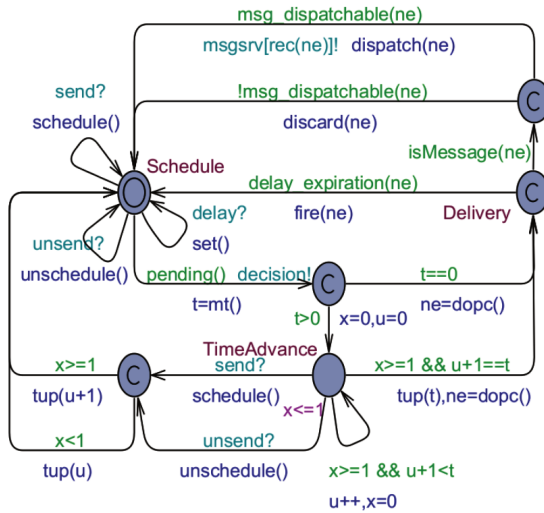 msg_dispatchable(ne)
msgsrv[rec(ne)]! dispatch(ne)
send?
schedule()
!msg_dispatchable(ne)
discard(ne)
C
isMessage(ne)
Schedule
delay_expiration(ne)
C
fire(ne)
Delivery
delay?
set()
unsend?
unschedule()
pending() decision!
t=mt()
C
t==0
ne=dopc()
t>0 x=0,u=0
TimeAdvance
x>=1
tup(u+1)
C
send?
schedule()
x<=1
x>=1 && u+1==t
tup(t),ne=dopc()
x<1
tup(u)
unsend?
unschedule()
x>=1 && u+1<t
u++,x=0